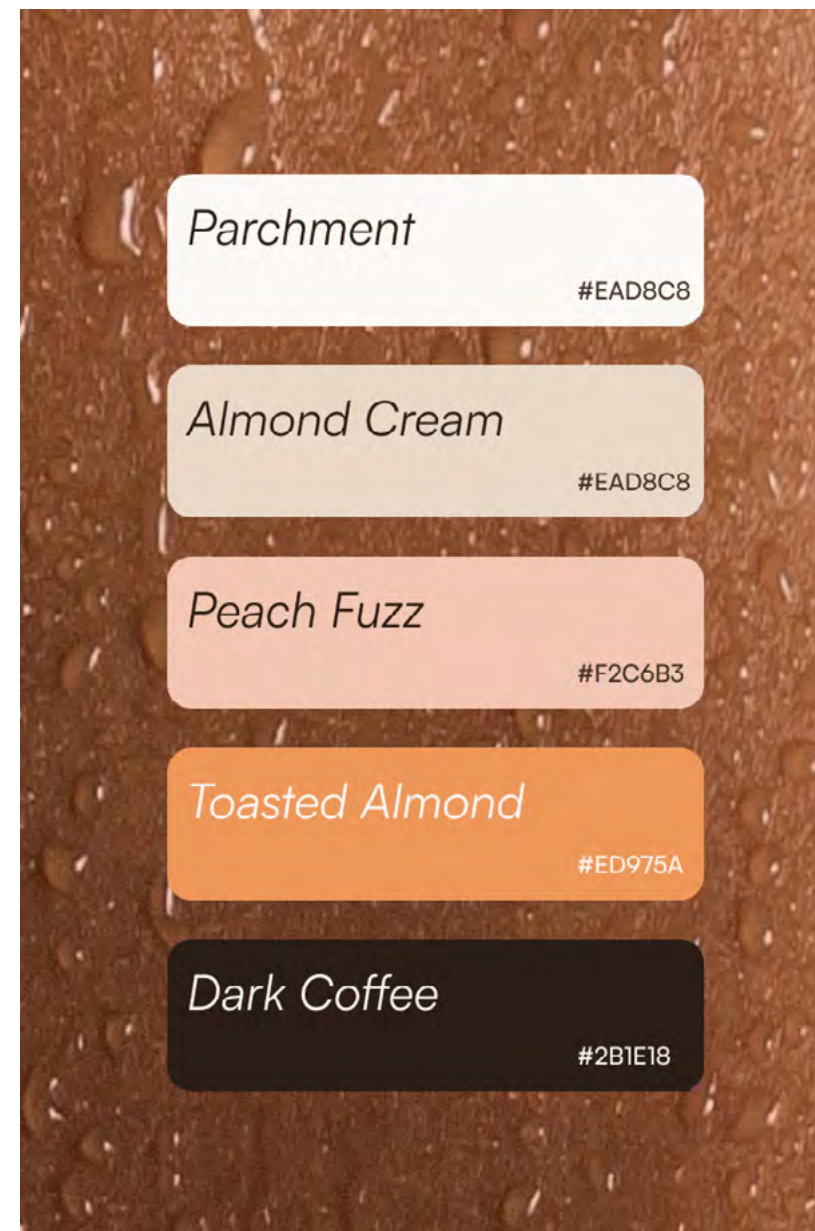 Parchment
#EAD8C8
Almond Cream
#EAD8C8
Peach Fuzz
#F2C6B3
Toasted Almond
#ED975A
Dark Coffee
#2B1E18